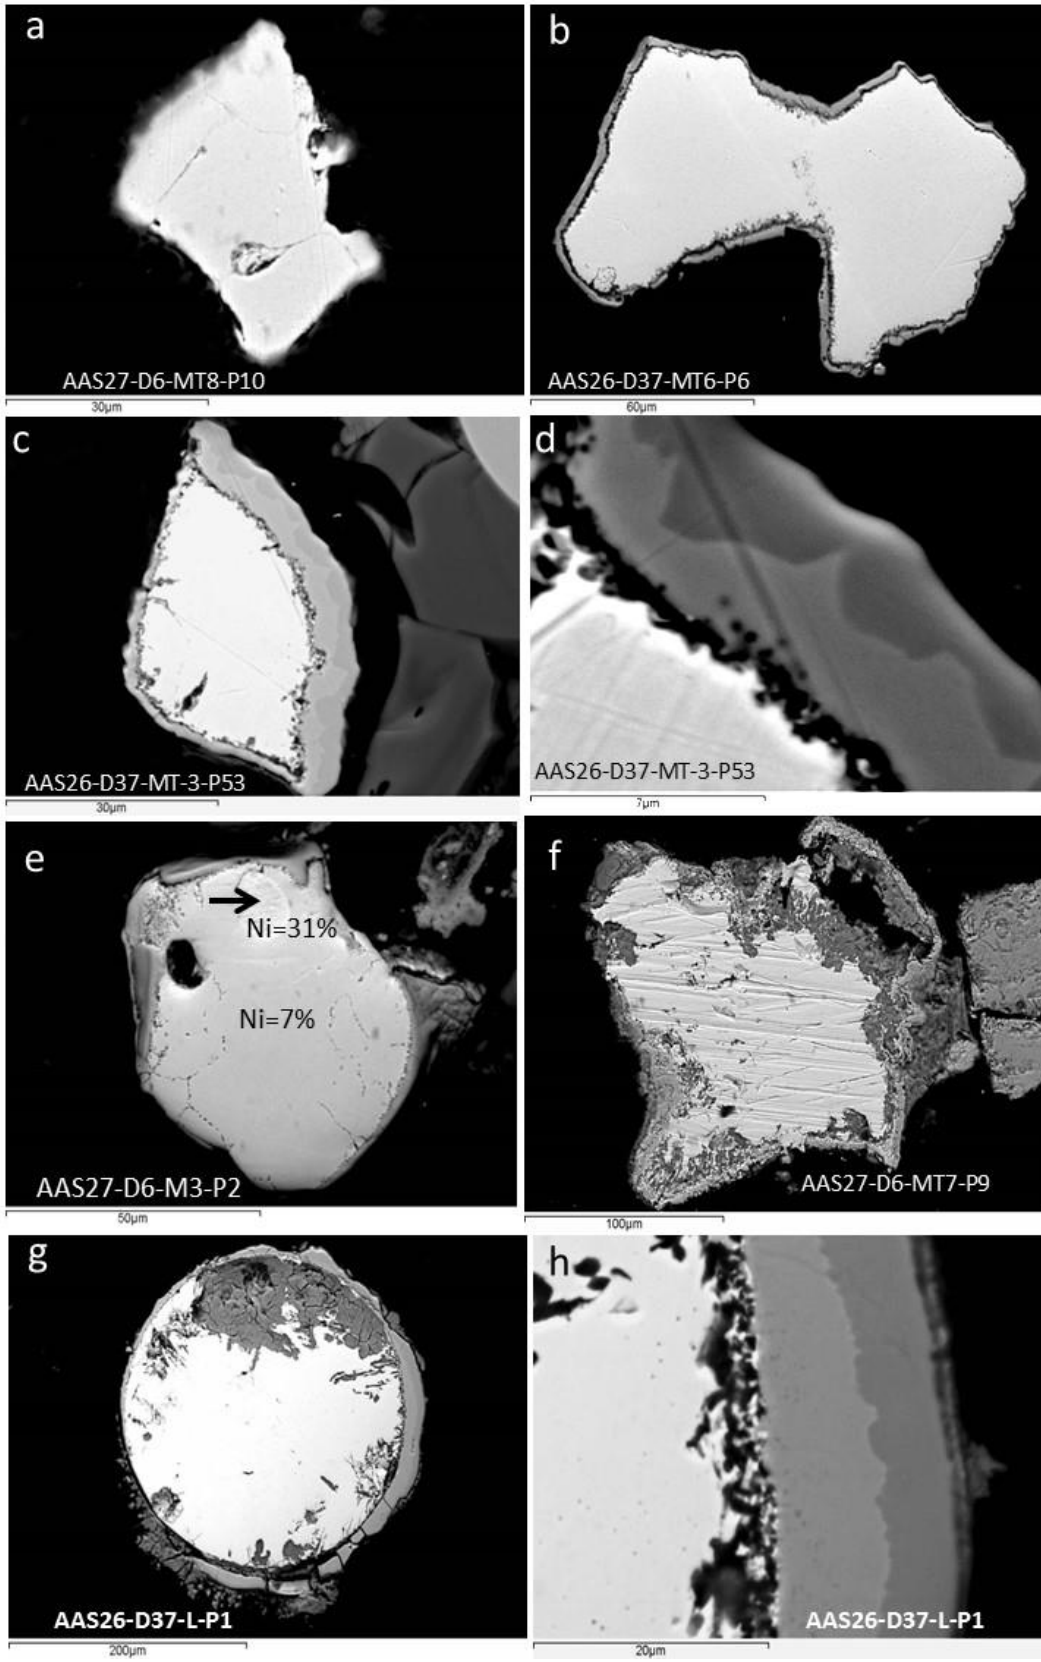 a
AAS27-D6-MT8-P10
30µm
b
AAS26-D37-MT6-P6
60µm
c
AAS26-D37-MT-3-P53
30µm
d
AAS26-D37-MT-3-P53
7µm
e
Ni=31%
Ni=7%
AAS27-D6-M3-P2
50µm
f
AAS27-D6-MT7-P9
100µm
g
AAS26-D37-L-P1
200µm
h
AAS26-D37-L-P1
20µm